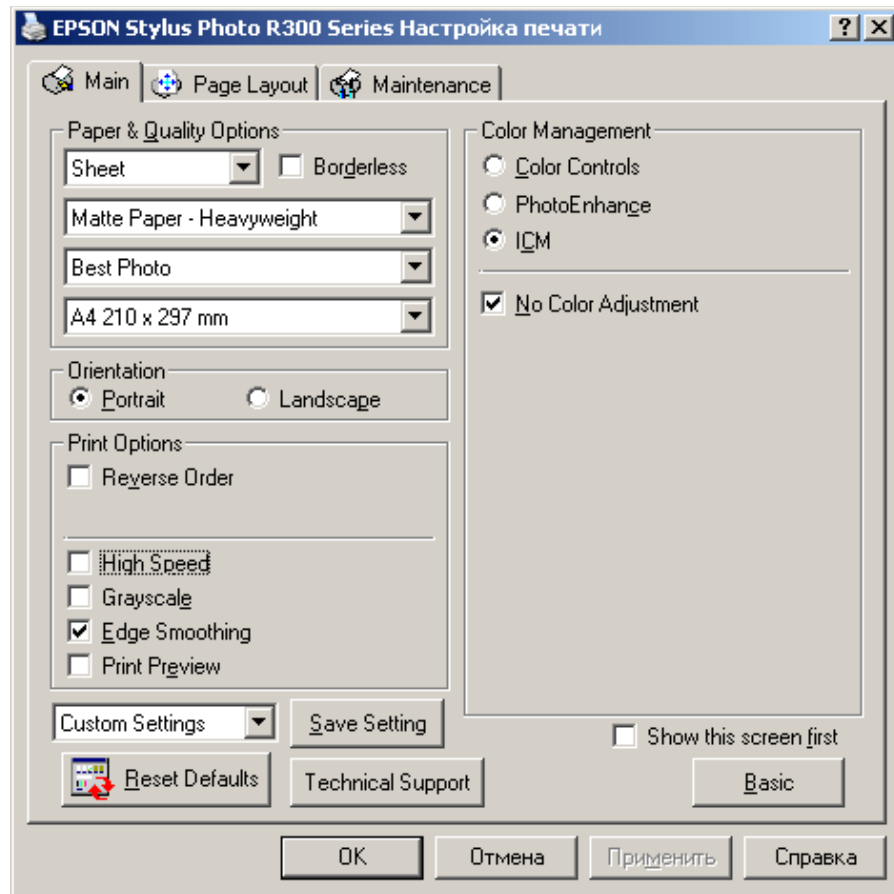 EPSON Stylus Photo R300 Series Настройка печати
Main
Page Layout
Maintenance
Paper & Quality Options
Sheet
Borderless
Matte Paper - Heavyweight
Best Photo
A4 210 x 297 mm
Orientation
Portrait
Landscape
Print Options
Reverse Order
High Speed
Grayscale
Edge Smoothing
Print Preview
Color Management
Color Controls
PhotoEnhance
ICM
No Color Adjustment
Custom Settings
Save Setting
Show this screen first
Reset Defaults
Technical Support
Basic
OK
Отмена
Применить
Справка